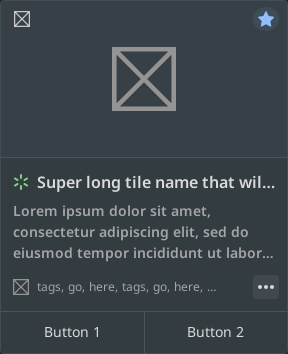 Super long tile name that wil...
Lorem ipsum dolor sit amet,
consectetur adipiscing elit, sed do
eiusmod tempor incididunt ut labor...
tags, go, here, tags, go, here, ...
Button 1
Button 2